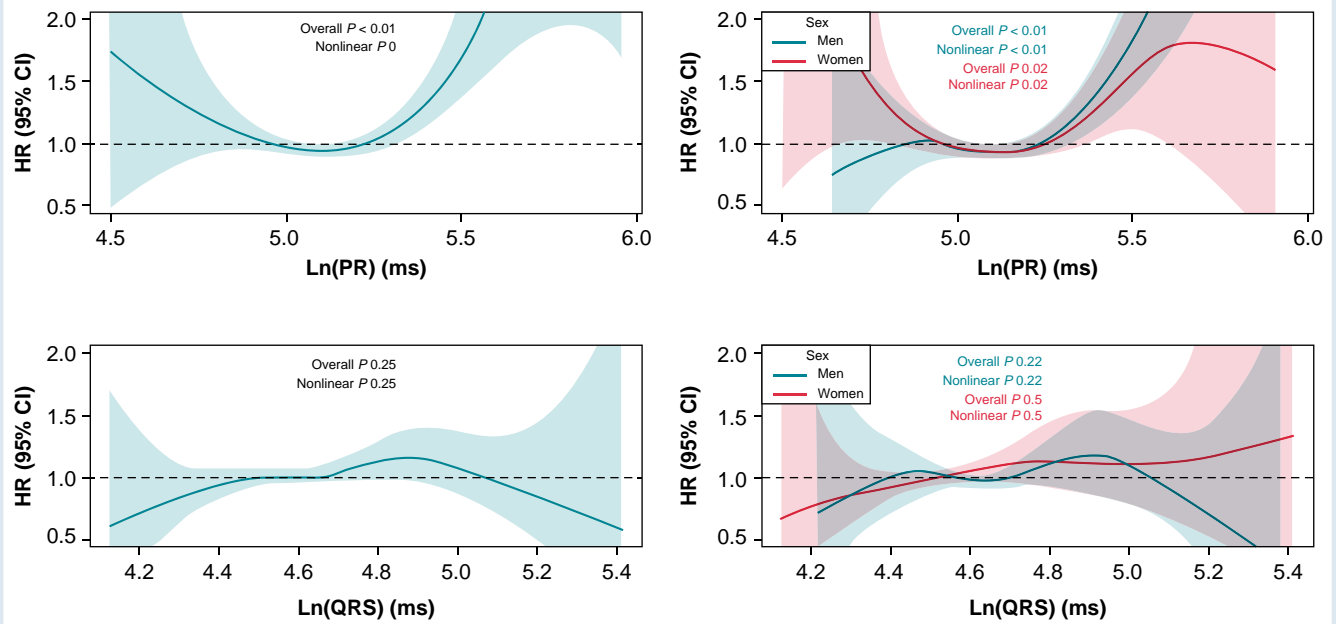 HR (95% CI)
2.0
1.5
1.0
0.5
Overall P < 0.01
Nonlinear P 0
4.5 5.0 5.5 6.0
Ln(PR) (ms)
HR (95% CI)
2.0
1.5
1.0
0.5
Sex
Men
Women
Overall P < 0.01
Nonlinear P < 0.01
Overall P 0.02
Nonlinear P 0.02
4.5 5.0 5.5 6.0
Ln(PR) (ms)
HR (95% CI)
2.0
1.5
1.0
0.5
Overall P 0.25
Nonlinear P 0.25
4.2 4.4 4.6 4.8 5.0 5.2 5.4
Ln(QRS) (ms)
HR (95% CI)
2.0
1.5
1.0
0.5
Sex
Men
Women
Overall P 0.22
Nonlinear P 0.22
Overall P 0.5
Nonlinear P 0.5
4.2 4.4 4.6 4.8 5.0 5.2 5.4
Ln(QRS) (ms)